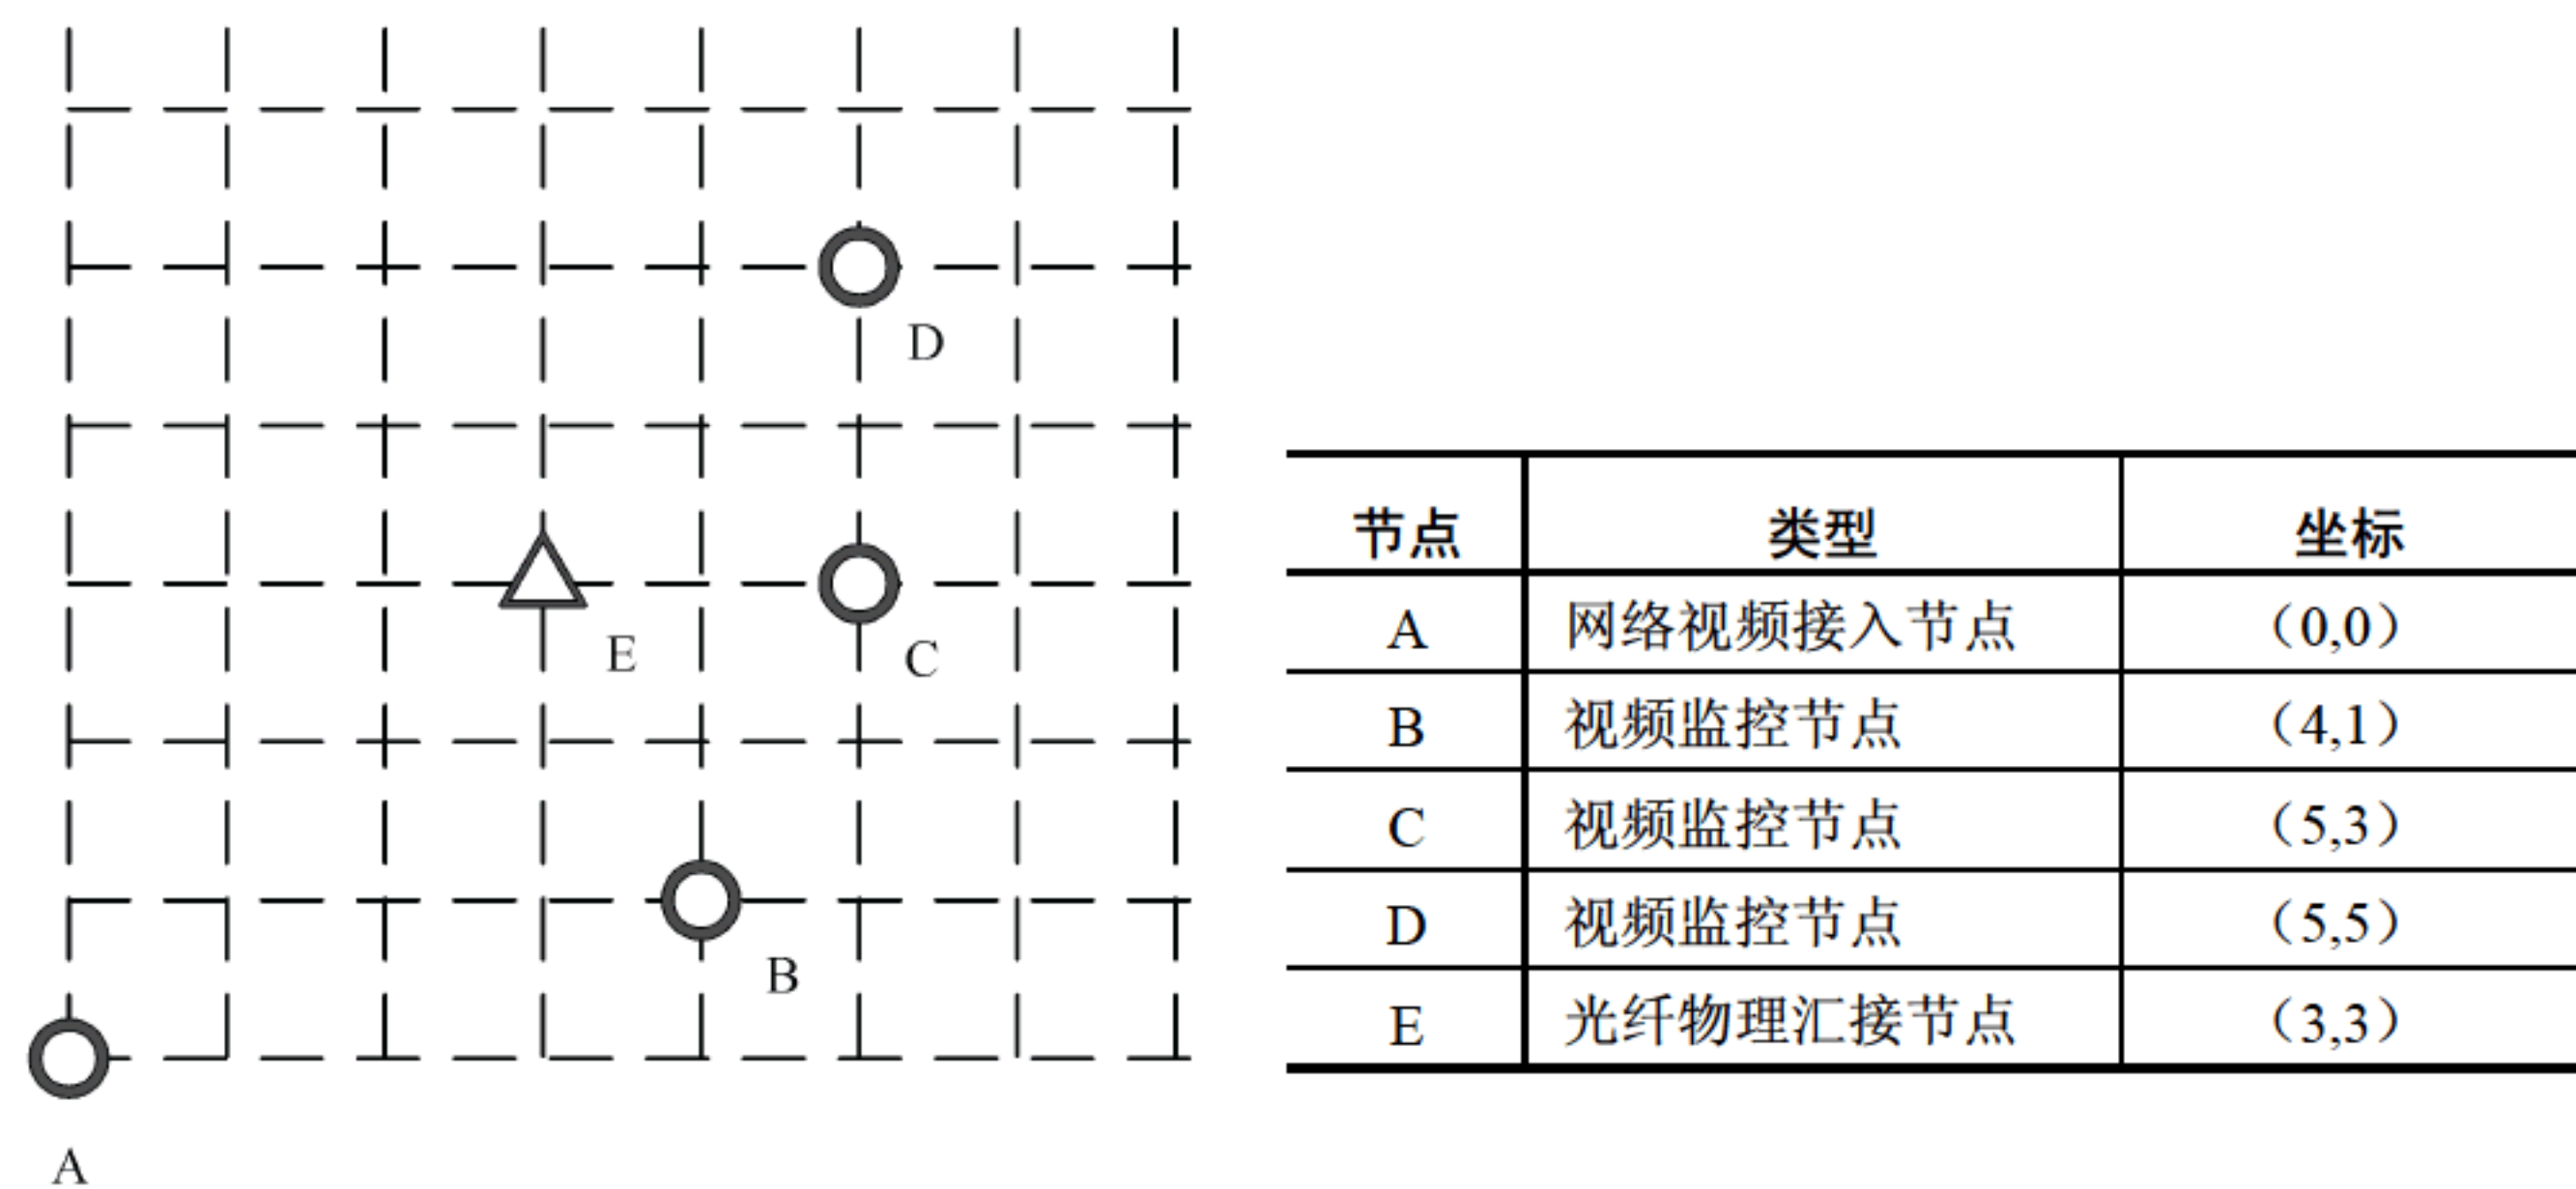 D
E
C
B
A
节点 类型 坐标
A 网络视频接入节点 （0,0）
B 视频监控节点 （4,1）
C 视频监控节点 （5,3）
D 视频监控节点 （5,5）
E 光纤物理汇接节点 （3,3）